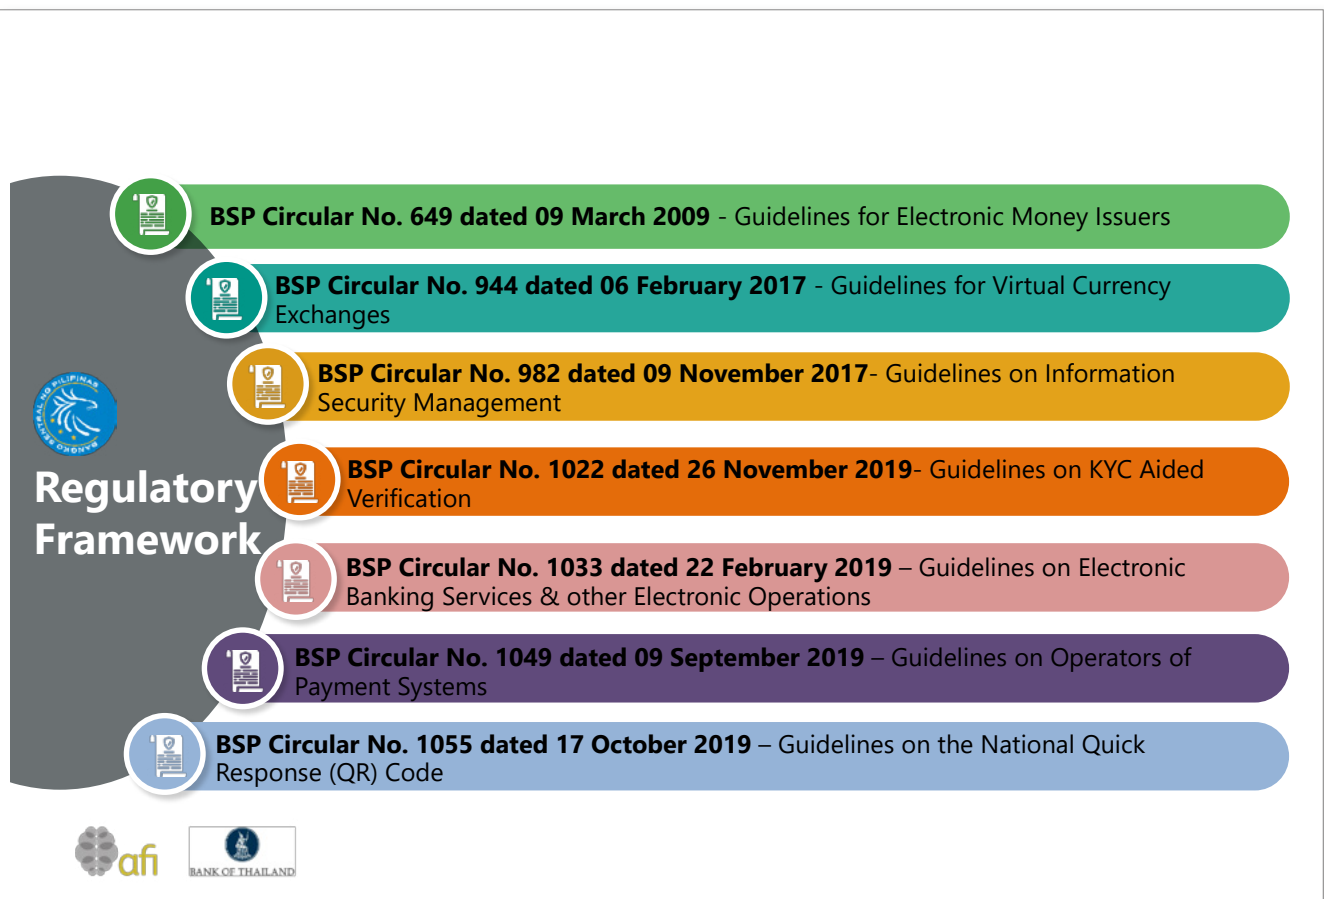 BSP Circular No. 649 dated 09 March 2009 - Guidelines for Electronic Money Issuers
BSP Circular No. 944 dated 06 February 2017 - Guidelines for Virtual Currency
Exchanges
BSP Circular No. 982 dated 09 November 2017- Guidelines on Information
Security Management
BANGKO SENTRAL NG PILIPINAS
Regulatory
Framework
BSP Circular No. 1022 dated 26 November 2019- Guidelines on KYC Aided
Verification
BSP Circular No. 1033 dated 22 February 2019 – Guidelines on Electronic
Banking Services & other Electronic Operations
BSP Circular No. 1049 dated 09 September 2019 – Guidelines on Operators of
Payment Systems
BSP Circular No. 1055 dated 17 October 2019 – Guidelines on the National Quick
Response (QR) Code
afi
BANK OF THAILAND